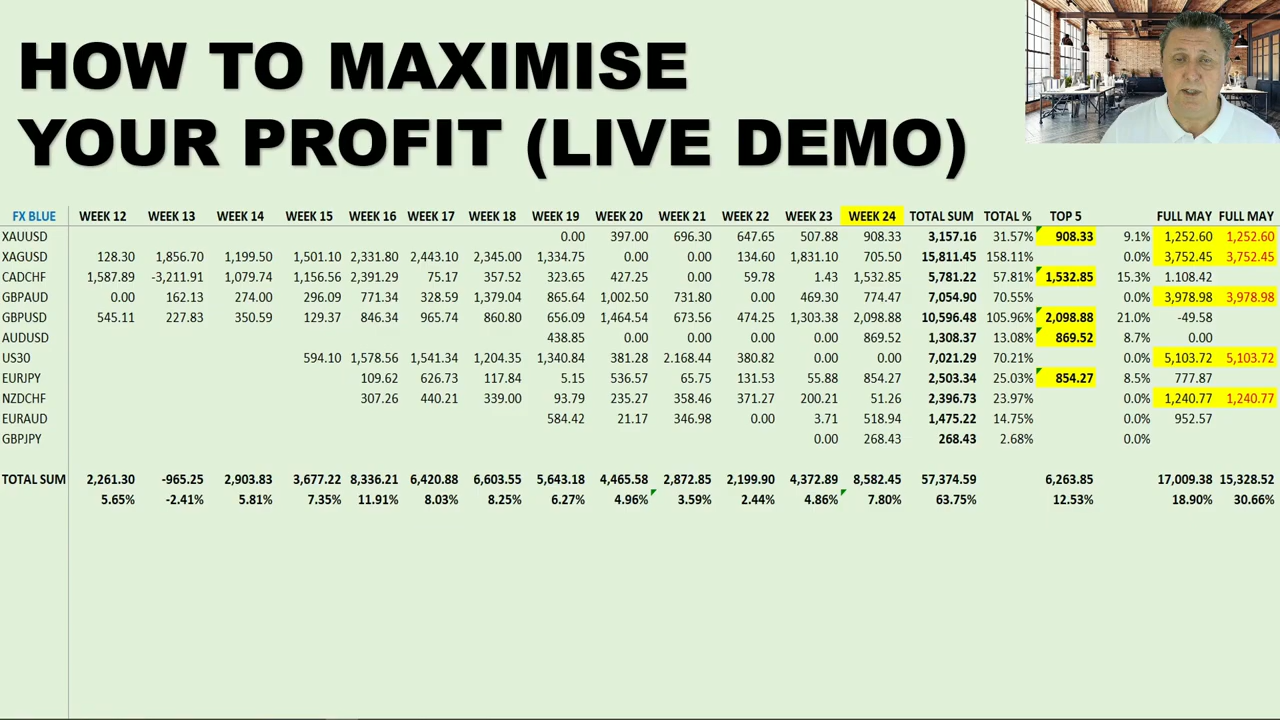 HOW TO MAXIMISE
YOUR PROFIT (LIVE DEMO)
FX BLUE WEEK 12 WEEK 13 WEEK 14 WEEK 15 WEEK 16 WEEK 17 WEEK 18 WEEK 19 WEEK 20 WEEK 21 WEEK 22 WEEK 23 WEEK 24 TOTAL SUM TOTAL % TOP 5 FULL MAY FULL MAY
XAUUSD 0.00 397.00 696.30 647.65 507.88 908.33 3,157.16 31.57% 908.33 9.1% 1,252.60 1,252.60
XAGUSD 128.30 1,856.70 1,199.50 1,501.10 2,331.80 2,443.10 2,345.00 1,334.75 0.00 0.00 134.60 1,831.10 705.50 15,811.45 158.11% 0.0% 3,752.45 3,752.45
CADCHF 1,587.89 -3,211.91 1,079.74 1,156.56 2,391.29 75.17 357.52 323.65 427.25 0.00 59.78 1.43 1,532.85 5,781.22 57.81% 1,532.85 15.3% 1,108.42
GBPAUD 0.00 162.13 274.00 296.09 771.34 328.59 1,379.04 865.64 1,002.50 731.80 0.00 469.30 774.47 7,054.90 70.55% 0.0% 3,978.98 3,978.98
GBPUSD 545.11 227.83 350.59 129.37 846.34 965.74 860.80 656.09 1,464.54 673.56 474.25 1,303.38 2,098.88 10,596.48 105.96% 2,098.88 21.0% -49.58
AUDUSD 438.85 0.00 0.00 0.00 0.00 869.52 1,308.37 13.08% 869.52 8.7% 0.00
US30 594.10 1,578.56 1,541.34 1,204.35 1,340.84 381.28 2.168.44 380.82 0.00 0.00 7,021.29 70.21% 0.0% 5,103.72 5,103.72
EURJPY 109.62 626.73 117.84 5.15 536.57 65.75 131.53 55.88 854.27 2,503.34 25.03% 854.27 8.5% 777.87
NZDCHF 307.26 440.21 339.00 93.79 235.27 358.46 371.27 200.21 51.26 2,396.73 23.97% 0.0% 1,240.77 1,240.77
EURAUD 584.42 21.17 346.98 0.00 3.71 518.94 1,475.22 14.75% 0.0% 952.57
GBPJPY 0.00 268.43 268.43 2.68% 0.0%
TOTAL SUM 2,261.30 -965.25 2,903.83 3,677.22 8,336.21 6,420.88 6,603.55 5,643.18 4,465.58 2,872.85 2,199.90 4,372.89 8,582.45 57,374.59 6,263.85 17,009.38 15,328.52
5.65% -2.41% 5.81% 7.35% 11.91% 8.03% 8.25% 6.27% 4.96% 3.59% 2.44% 4.86% 7.80% 63.75% 12.53% 18.90% 30.66%